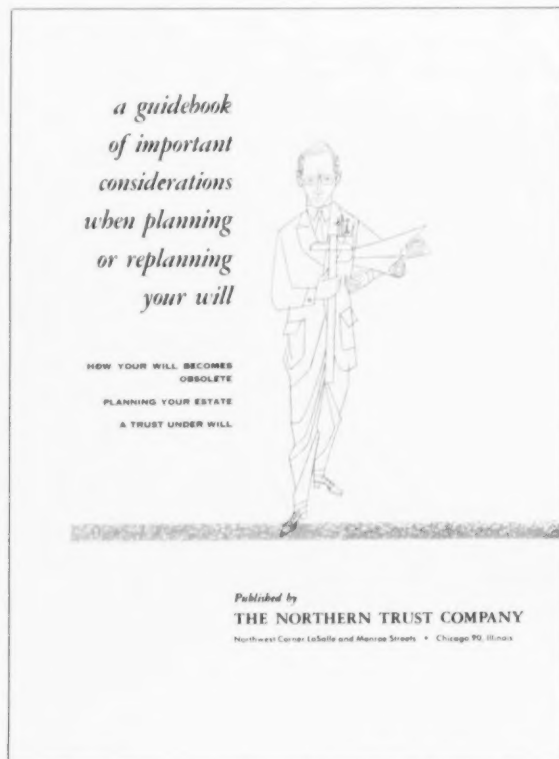 a guidebook
of important
considerations
when planning
or replanning
your will
HOW YOUR WILL BECOMES
OBSOLETE
PLANNING YOUR ESTATE
A TRUST UNDER WILL
Published by
THE NORTHERN TRUST COMPANY
Northwest Corner LaSalle and Monroe Streets • Chicago 90, Illinois